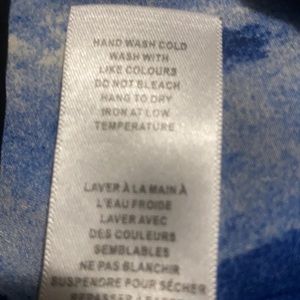 HAND WASH COLD
WASH WITH
LIKE COLOURS
DO NOT BLEACH
HANG TO DRY
IRON AT LOW
TEMPERATURE
LAVER À LA MAIN À
L'EAU FROIDE
LAVER AVEC
DES COULEURS
SEMBLABLES
NE PAS BLANCHIR
SUSPENDRE POUR SÉCHER